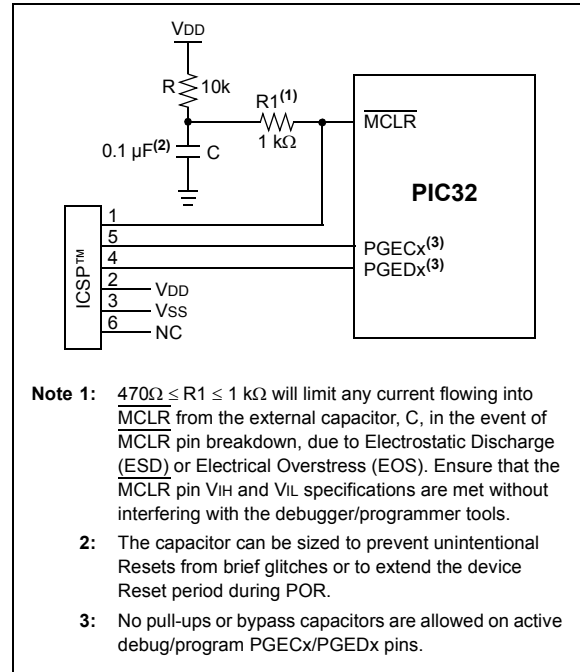 VDD
R 10k
R1(1)
1 kΩ
0.1 µF(2) C
MCLR
PIC32
ICSP™
1
5
4
2
3
6
PGECx(3)
PGEDx(3)
VDD
VSS
NC
Note 1: 470Ω ≤ R1 ≤ 1 kΩ will limit any current flowing into
MCLR from the external capacitor, C, in the event of
MCLR pin breakdown, due to Electrostatic Discharge
(ESD) or Electrical Overstress (EOS). Ensure that the
MCLR pin VIH and VIL specifications are met without
interfering with the debugger/programmer tools.
2: The capacitor can be sized to prevent unintentional
Resets from brief glitches or to extend the device
Reset period during POR.
3: No pull-ups or bypass capacitors are allowed on active
debug/program PGECx/PGEDx pins.